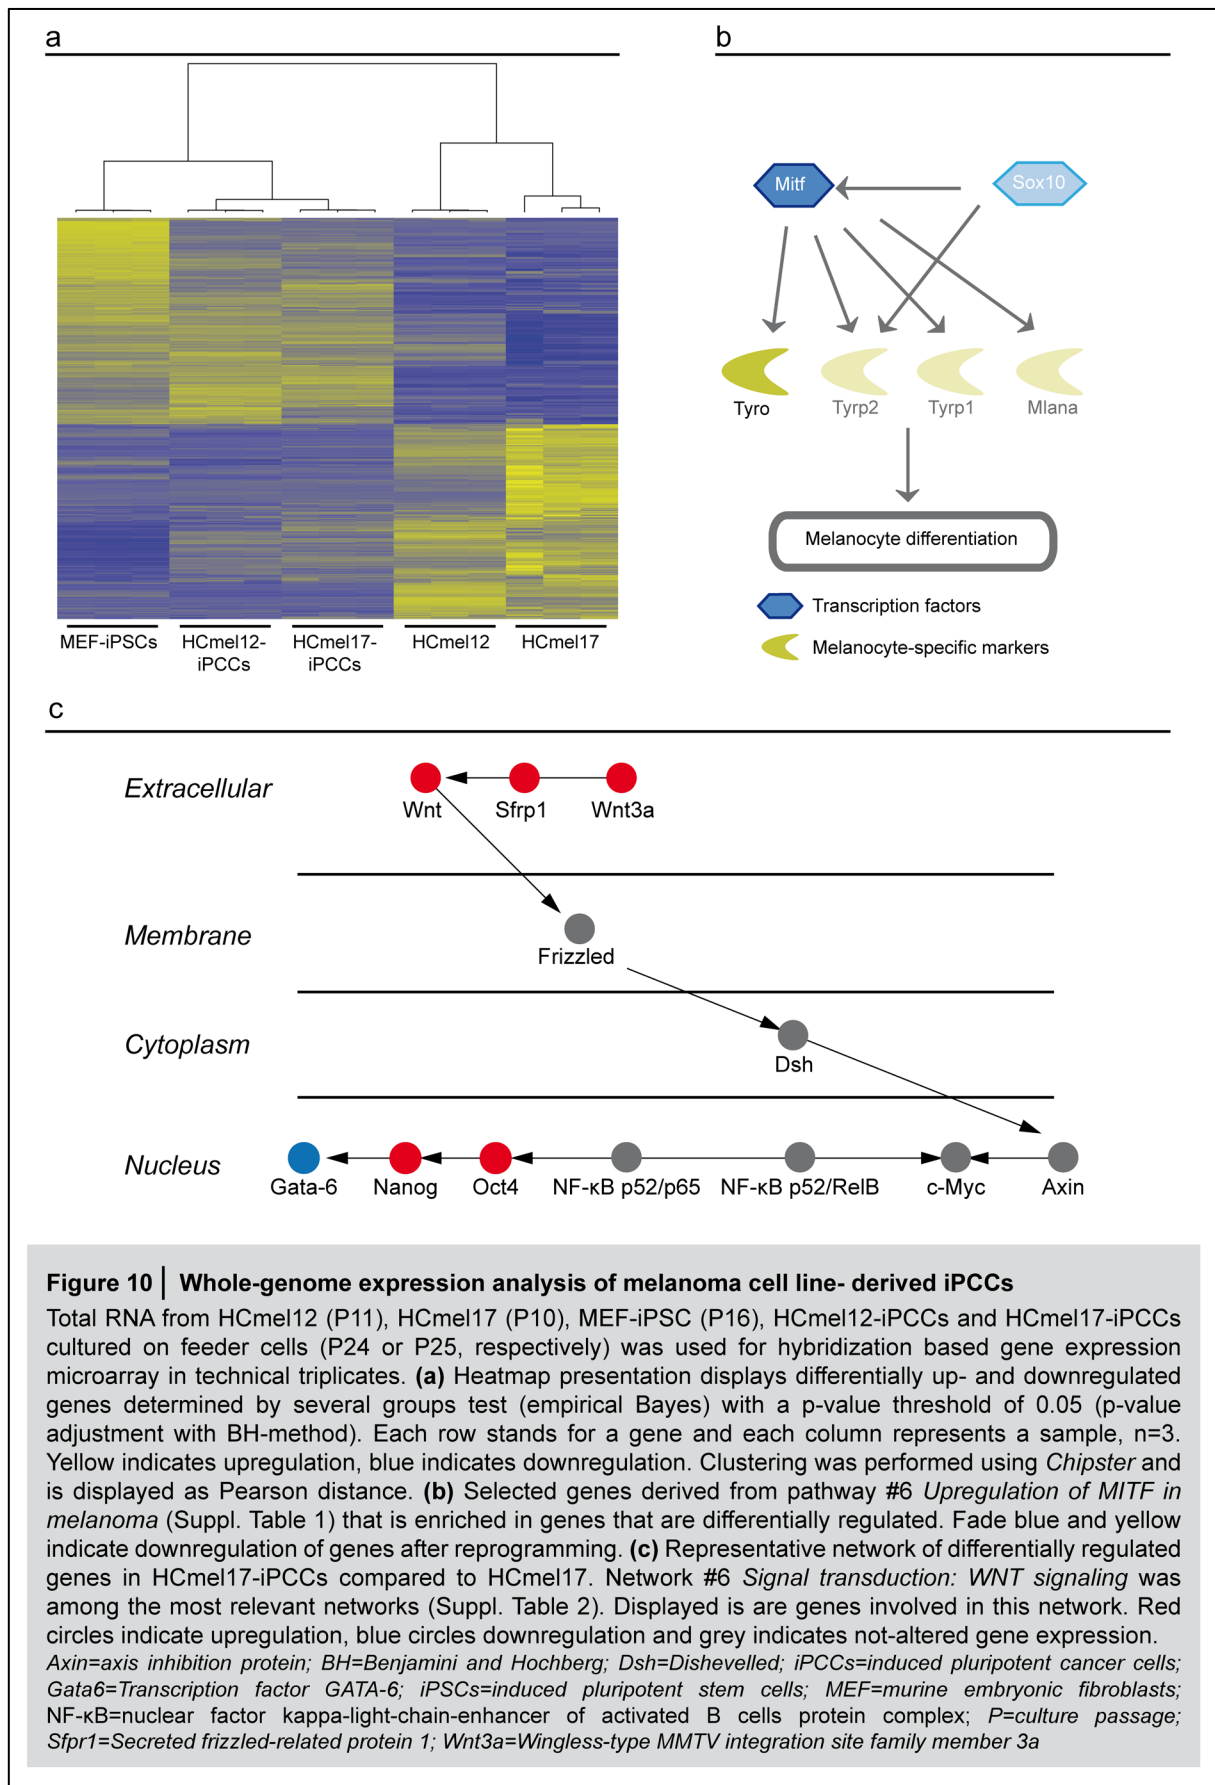 a
b
Mitf
Sox10
Tyro
Tyrp2
Tyrp1
Mlana
Melanocyte differentiation
Transcription factors
Melanocyte-specific markers
MEF-iPSCs
HCmel12-
iPCCs
HCmel17-
iPCCs
HCmel12
HCmel17
c
Extracellular
Wnt
Sfrp1
Wnt3a
Membrane
Frizzled
Cytoplasm
Dsh
Nucleus
Gata-6
Nanog
Oct4
NF-κB p52/p65
NF-κB p52/RelB
c-Myc
Axin
Figure 10 | Whole-genome expression analysis of melanoma cell line- derived iPCCs
Total RNA from HCmel12 (P11), HCmel17 (P10), MEF-iPSC (P16), HCmel12-iPCCs and HCmel17-iPCCs
cultured on feeder cells (P24 or P25, respectively) was used for hybridization based gene expression
microarray in technical triplicates. (a) Heatmap presentation displays differentially up- and downregulated
genes determined by several groups test (empirical Bayes) with a p-value threshold of 0.05 (p-value
adjustment with BH-method). Each row stands for a gene and each column represents a sample, n=3.
Yellow indicates upregulation, blue indicates downregulation. Clustering was performed using Chipster and
is displayed as Pearson distance. (b) Selected genes derived from pathway #6 Upregulation of MITF in
melanoma (Suppl. Table 1) that is enriched in genes that are differentially regulated. Fade blue and yellow
indicate downregulation of genes after reprogramming. (c) Representative network of differentially regulated
genes in HCmel17-iPCCs compared to HCmel17. Network #6 Signal transduction: WNT signaling was
among the most relevant networks (Suppl. Table 2). Displayed is are genes involved in this network. Red
circles indicate upregulation, blue circles downregulation and grey indicates not-altered gene expression.
Axin=axis inhibition protein; BH=Benjamini and Hochberg; Dsh=Dishevelled; iPCCs=induced pluripotent cancer cells;
Gata6=Transcription factor GATA-6; iPSCs=induced pluripotent stem cells; MEF=murine embryonic fibroblasts;
NF-κB=nuclear factor kappa-light-chain-enhancer of activated B cells protein complex; P=culture passage;
Sfpr1=Secreted frizzled-related protein 1; Wnt3a=Wingless-type MMTV integration site family member 3a